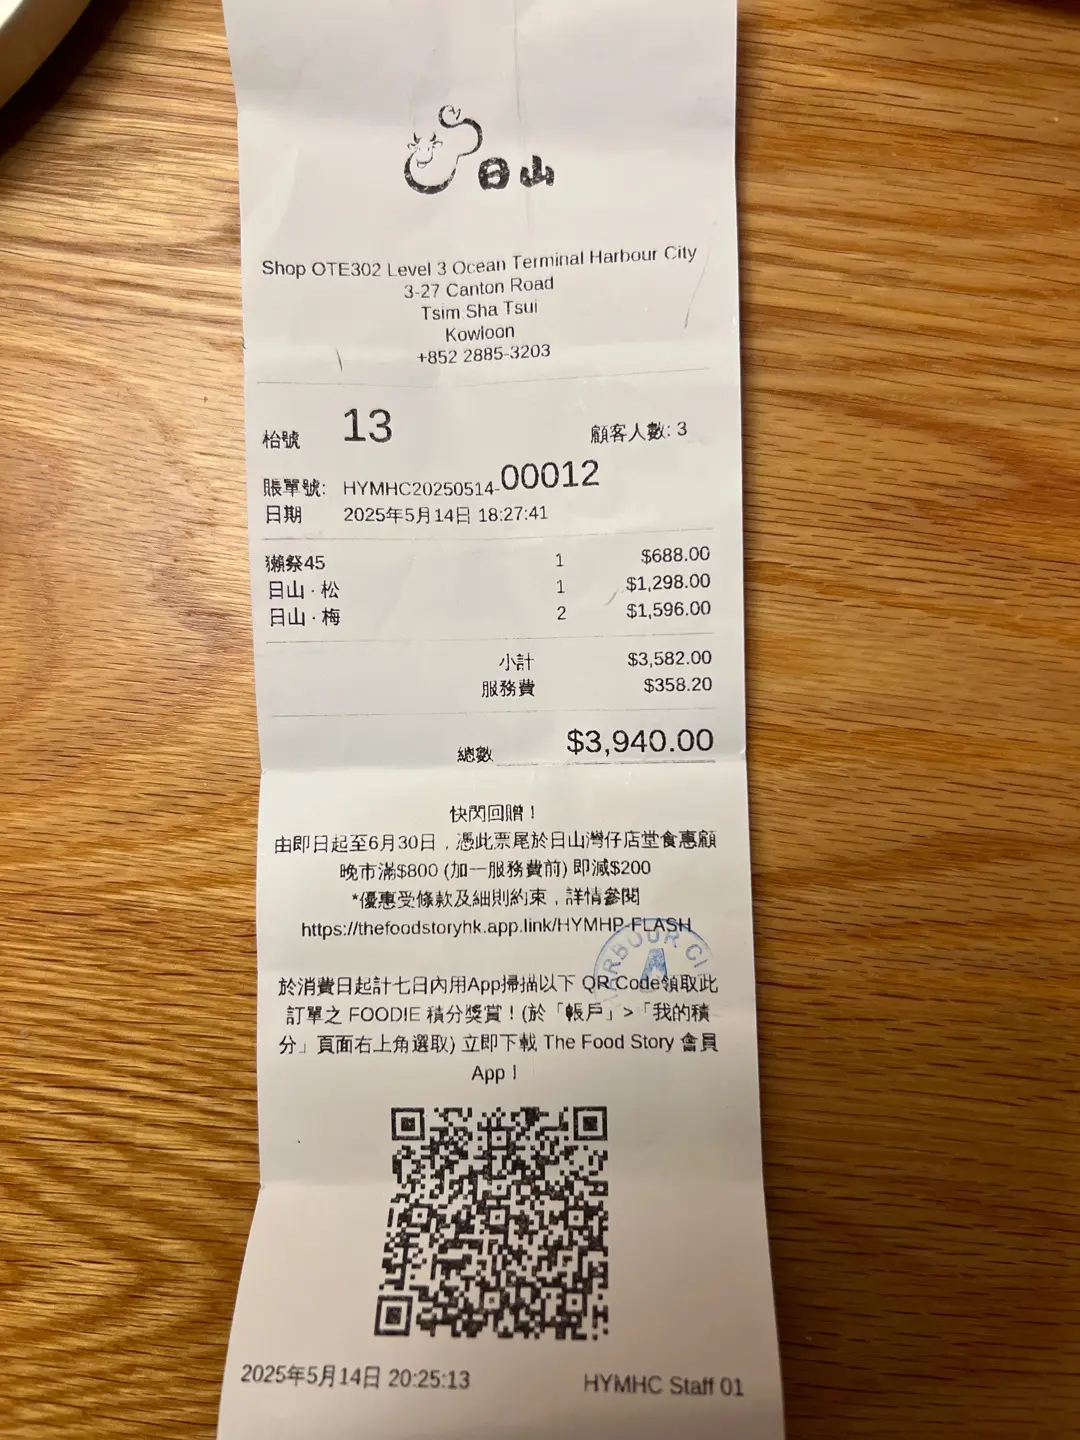 日山
Shop OTE302 Level 3 Ocean Terminal Harbour City
3-27 Canton Road
Tsim Sha Tsui
Kowloon
+852 2885-3203
枱號 13 顧客人數: 3
賬單號: HYMHC20250514-00012
日期 2025年5月14日 18:27:41
獺祭45 1 $688.00
日山 · 松 1 $1,298.00
日山 · 梅 2 $1,596.00
小計 $3,582.00
服務費 $358.20
總數 $3,940.00
快閃回贈！
由即日起至6月30日，憑此票尾於日山灣仔店堂食惠顧
晚市滿$800 (加一服務費前) 即減$200
*優惠受條款及細則約束，詳情參閱
https://thefoodstoryhk.app.link/HYMHP-FLASH
HARBOUR CI
於消費日起計七日內用App掃描以下 QR Code領取此
訂單之 FOODIE 積分獎賞！(於「帳戶」>「我的積
分」頁面右上角選取) 立即下載 The Food Story 會員
App！
2025年5月14日 20:25:13 HYMHC Staff 01